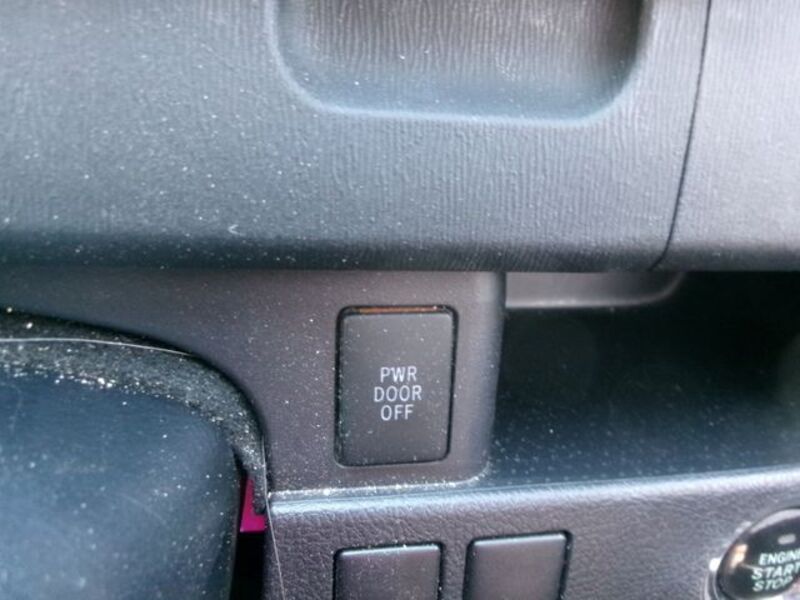 PWR
DOOR
OFF
ENGINE
START
STOP